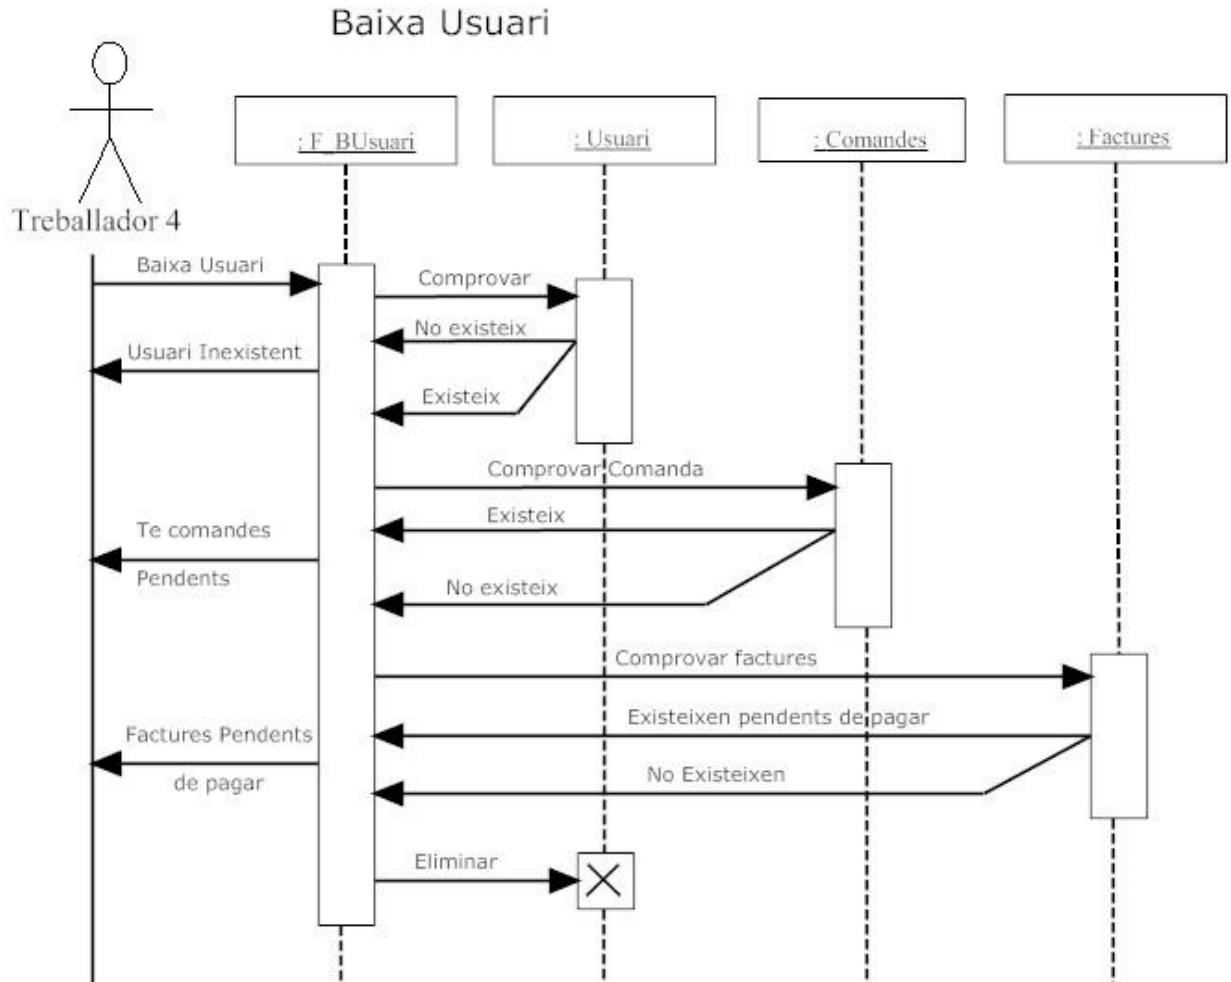 Baixa Usuari
: F_BUsuari
: Usuari
: Comandes
: Factures
Treballador 4
Baixa Usuari
Comprovar
No existeix
Usuari Inexistent
Existeix
Comprovar Comanda
Existeix
Te comandes
Pendents
No existeix
Comprovar factures
Existeixen pendents de pagar
Factures Pendents
de pagar
No Existeixen
Eliminar